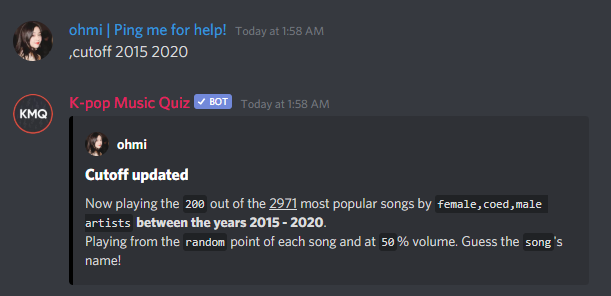 ohmi | Ping me for help! Today at 1:58 AM
,cutoff 2015 2020
KMQ
K-pop Music Quiz ✓ BOT Today at 1:58 AM
ohmi
Cutoff updated
Now playing the 200 out of the 2971 most popular songs by female,coed,male
artists between the years 2015 - 2020.
Playing from the random point of each song and at 50% volume. Guess the song's
name!